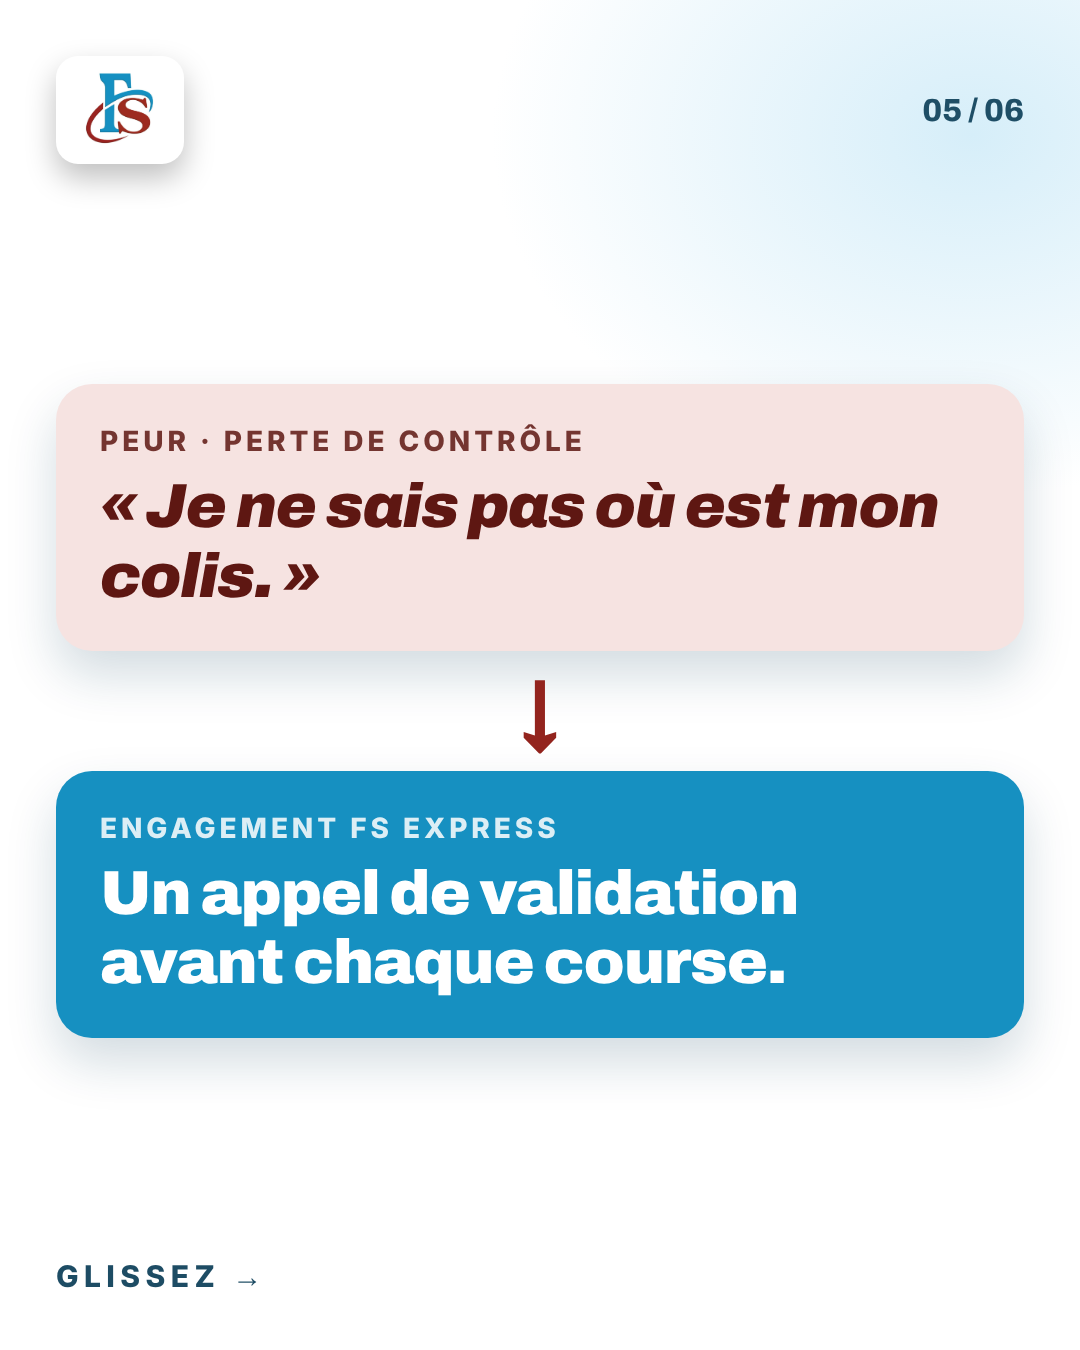 Fs
05 / 06
PEUR · PERTE DE CONTRÔLE
« Je ne sais pas où est mon
colis. »
↓
ENGAGEMENT FS EXPRESS
Un appel de validation
avant chaque course.
GLISSEZ →